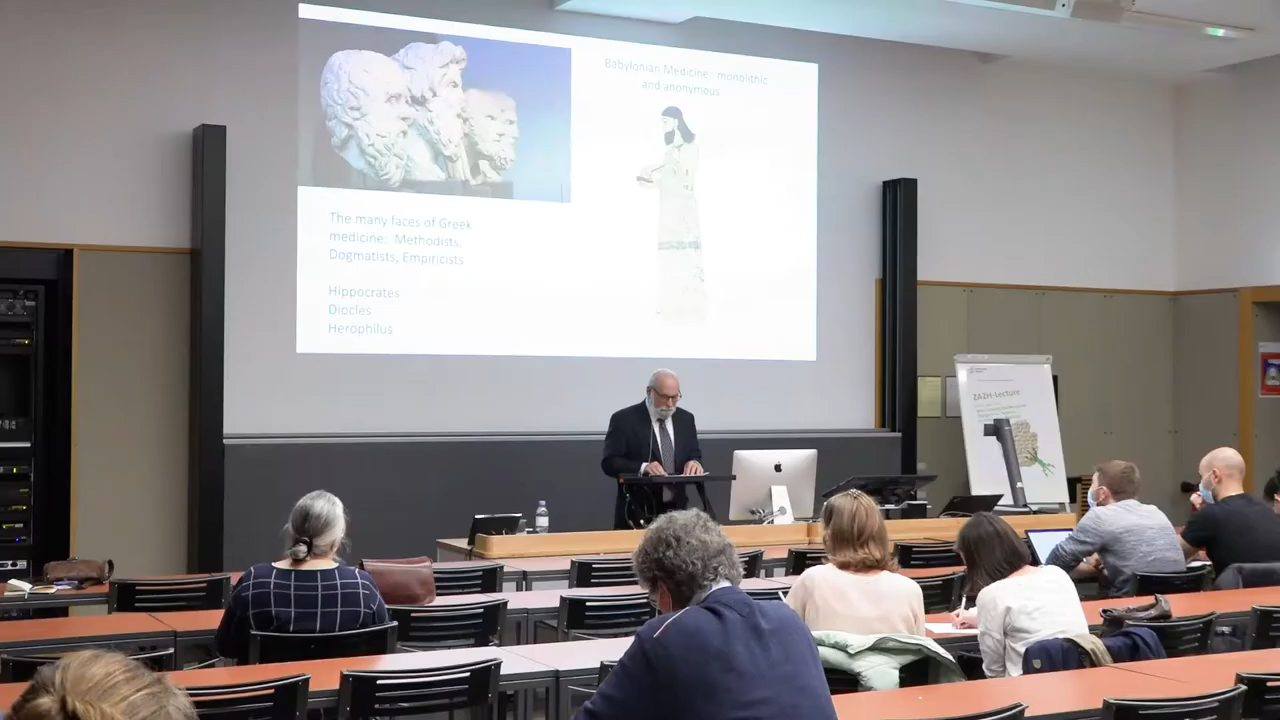 Babylonian Medicine: monolithic
and anonymous
The many faces of Greek
medicine: Methodists,
Dogmatists, Empiricists
Hippocrates
Diocles
Herophilus
ZAZH-Lecture